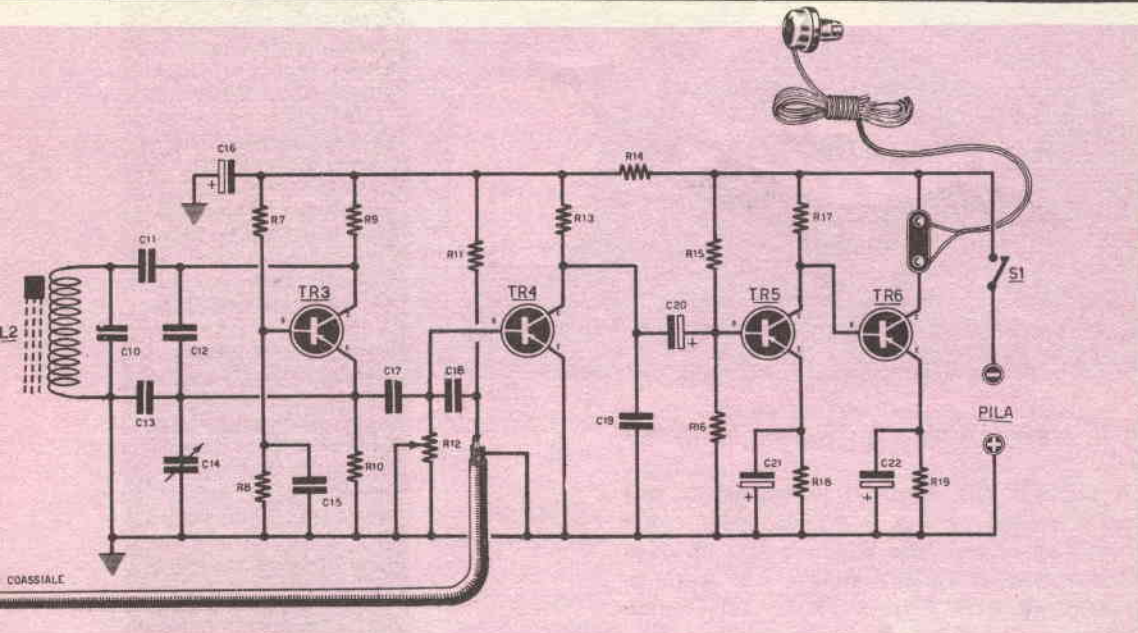 C16
R14
R7
R9
R13
R17
C11
R11
R15
S1
TR3
TR4
TR5
TR6
C20
L2
B
C
E
B
C
E
B
C
E
B
C
E
+
C10
C12
C17
C18
PILA
C13
R12
C19
R16
C14
R8
C15
R10
C21
R18
C22
R19
+
+
+
COASSIALE